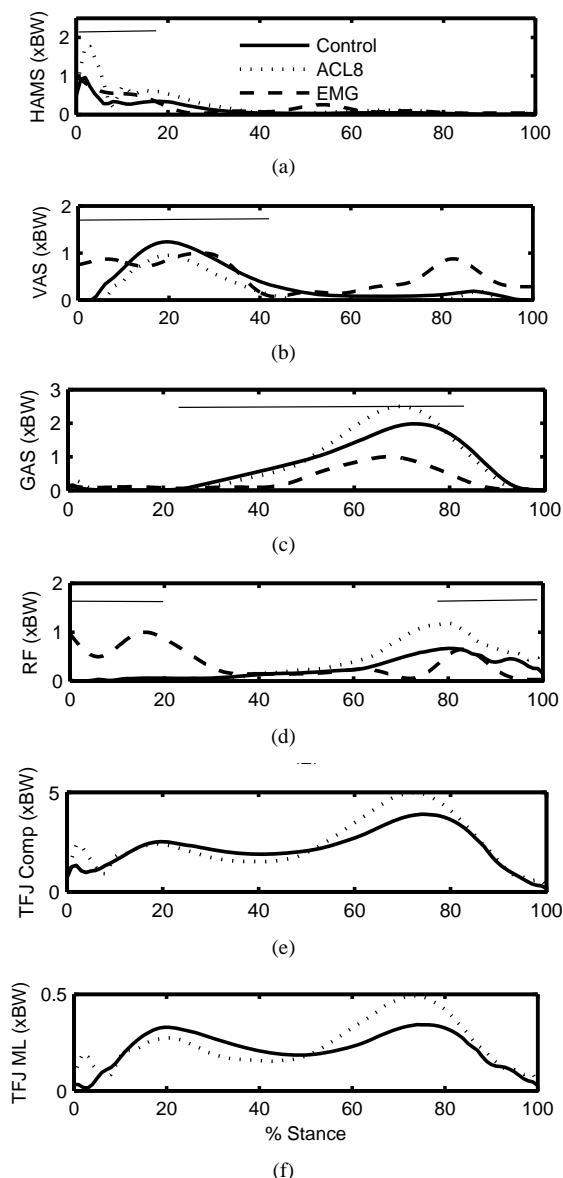 HAMS (xBW)
2
1
0
Control
ACL8
EMG
0 20 40 60 80 100
(a)
VAS (xBW)
2
1
0
0 20 40 60 80 100
(b)
GAS (xBW)
3
2
1
0
0 20 40 60 80 100
(c)
RF (xBW)
2
1
0
0 20 40 60 80 100
(d)
TFJ Comp (xBW)
5
0
0 20 40 60 80 100
(e)
TFJ ML (xBW)
0.5
0
0 20 40 60 80 100
% Stance
(f)